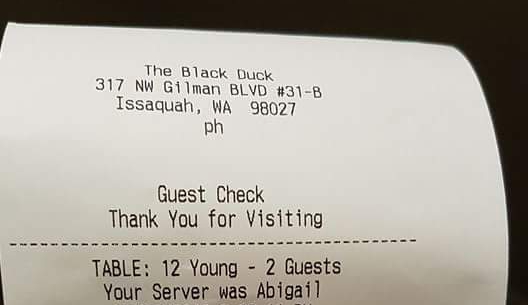 The Black Duck
317 NW Gilman BLVD #31-B
Issaquah, WA  98027
ph
Guest Check
Thank You for Visiting
--------------------------------------------
TABLE: 12 Young - 2 Guests
Your Server was Abigail